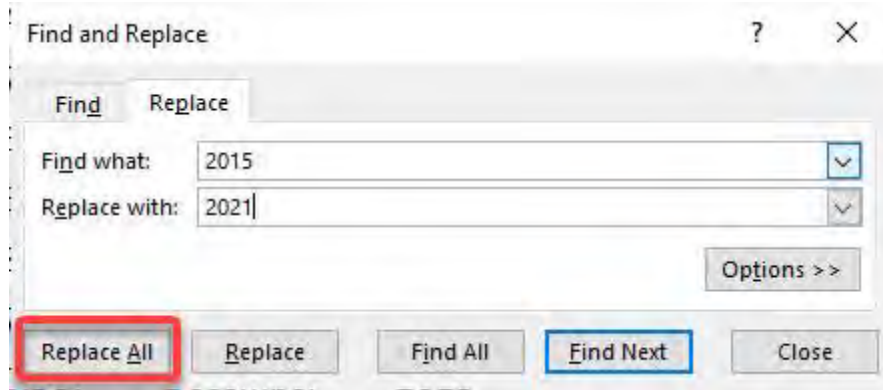 Find and Replace ? ×
Find Replace
Find what: 2015
Replace with: 2021
Options >>
Replace All Replace Find All Find Next Close